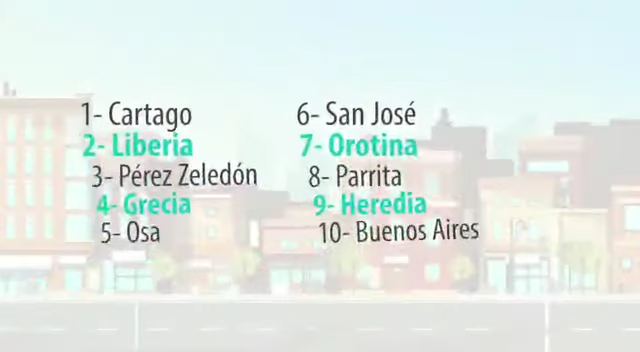 1- Cartago
2- Liberia
3- Pérez Zeledón
4- Grecia
5- Osa
6- San José
7- Orotina
8- Parrita
9- Heredia
10- Buenos Aires